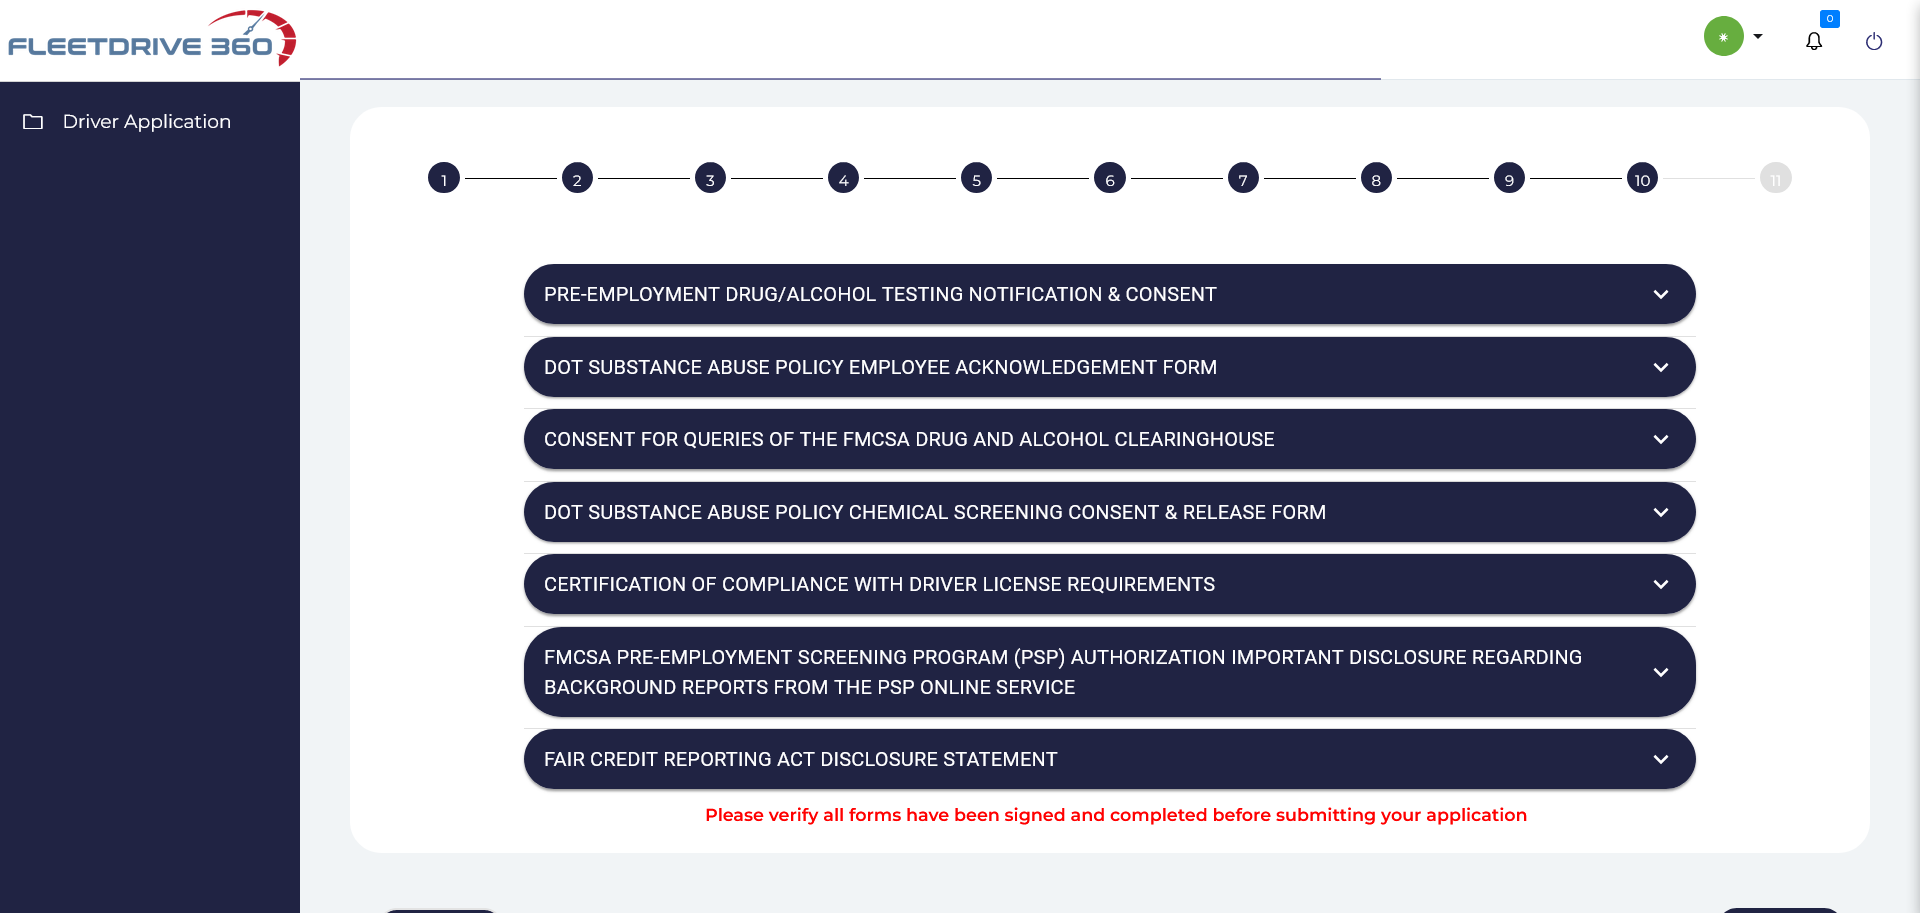 FLEETDRIVE 360
0
Driver Application
1 2 3 4 5 6 7 8 9 10 11
PRE-EMPLOYMENT DRUG/ALCOHOL TESTING NOTIFICATION & CONSENT
DOT SUBSTANCE ABUSE POLICY EMPLOYEE ACKNOWLEDGEMENT FORM
CONSENT FOR QUERIES OF THE FMCSA DRUG AND ALCOHOL CLEARINGHOUSE
DOT SUBSTANCE ABUSE POLICY CHEMICAL SCREENING CONSENT & RELEASE FORM
CERTIFICATION OF COMPLIANCE WITH DRIVER LICENSE REQUIREMENTS
FMCSA PRE-EMPLOYMENT SCREENING PROGRAM (PSP) AUTHORIZATION IMPORTANT DISCLOSURE REGARDING
BACKGROUND REPORTS FROM THE PSP ONLINE SERVICE
FAIR CREDIT REPORTING ACT DISCLOSURE STATEMENT
Please verify all forms have been signed and completed before submitting your application